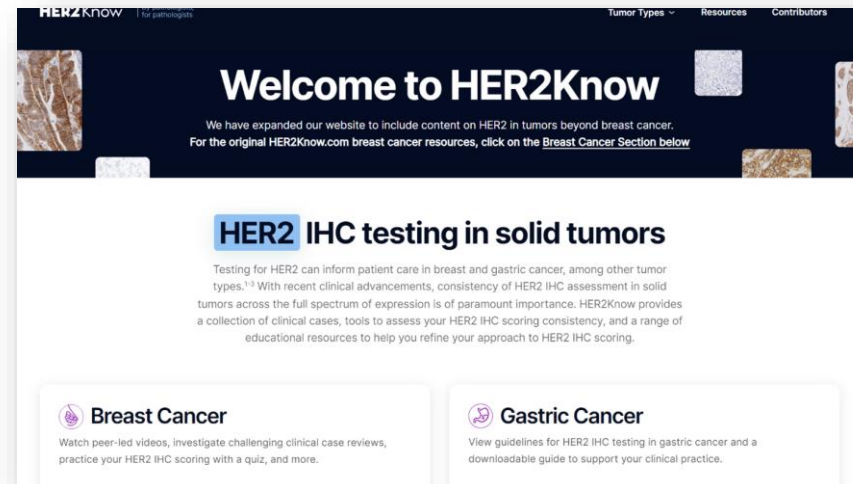 HER2Know
for pathologists
Tumor Types
Resources
Contributors
Welcome to HER2Know
We have expanded our website to include content on HER2 in tumors beyond breast cancer.
For the original HER2Know.com breast cancer resources, click on the Breast Cancer Section below
HER2 IHC testing in solid tumors
Testing for HER2 can inform patient care in breast and gastric cancer, among other tumor
types.1-3 With recent clinical advancements, consistency of HER2 IHC assessment in solid
tumors across the full spectrum of expression is of paramount importance. HER2Know provides
a collection of clinical cases, tools to assess your HER2 IHC scoring consistency, and a range of
educational resources to help you refine your approach to HER2 IHC scoring.
Breast Cancer
Watch peer-led videos, investigate challenging clinical case reviews,
practice your HER2 IHC scoring with a quiz, and more.
Gastric Cancer
View guidelines for HER2 IHC testing in gastric cancer and a
downloadable guide to support your clinical practice.